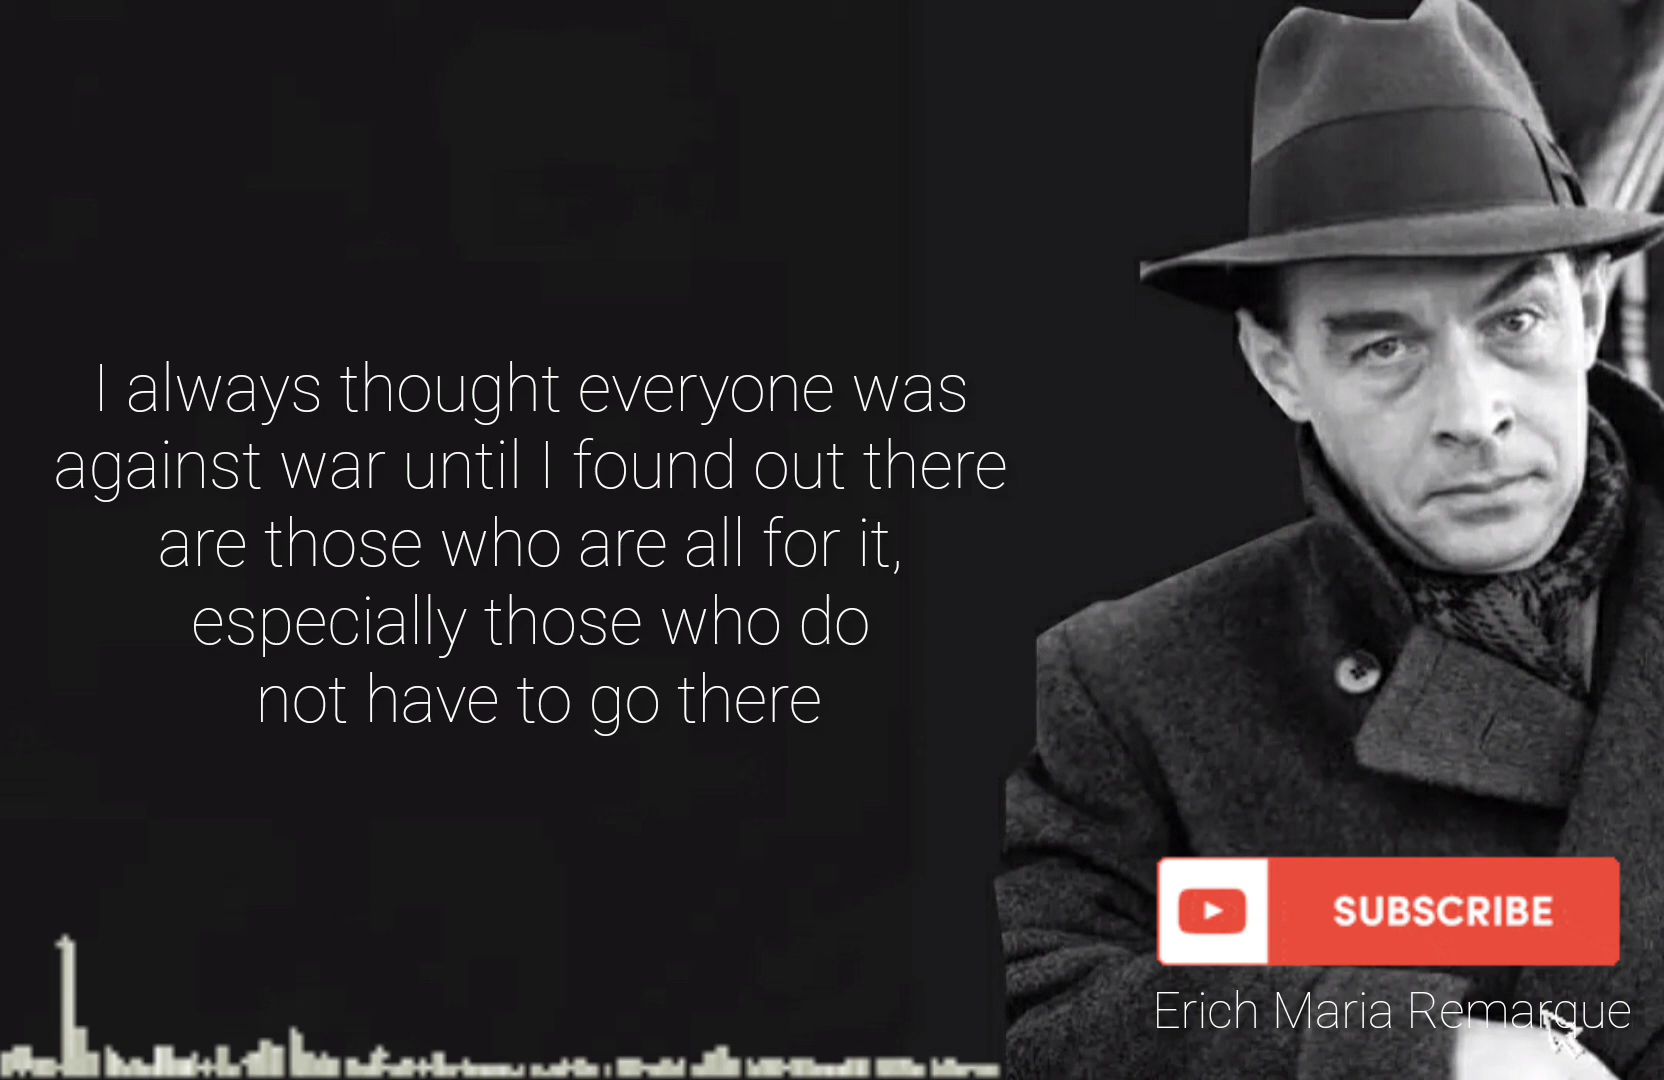 I always thought everyone was
against war until I found out there
are those who are all for it,
especially those who do
not have to go there
SUBSCRIBE
Erich Maria Remarque